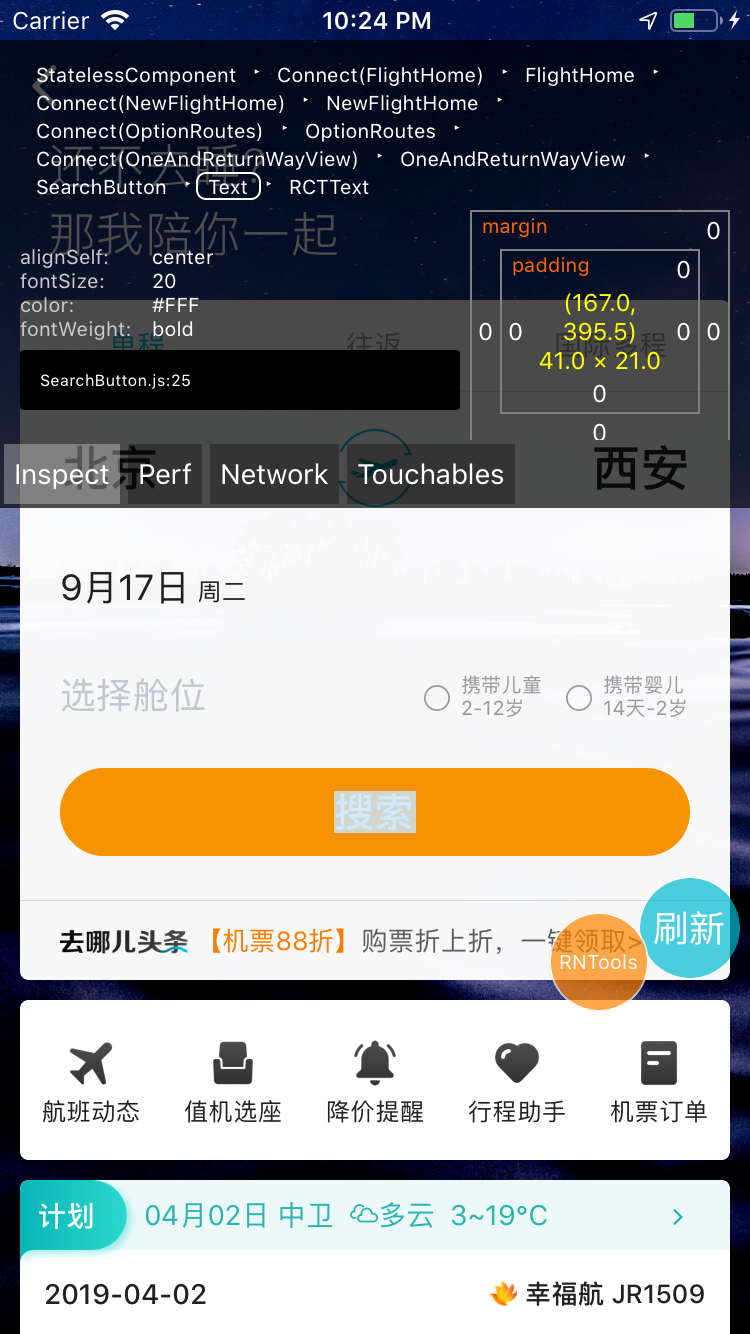 Carrier 10:24 PM
StatelessComponent ‣ Connect(FlightHome) ‣ FlightHome ‣
Connect(NewFlightHome) ‣ NewFlightHome ‣
Connect(OptionRoutes) ‣ OptionRoutes ‣
Connect(OneAndReturnWayView) ‣ OneAndReturnWayView ‣
SearchButton ‣ Text ‣ RCTText
还不去睡?
那我陪你一起
alignSelf: center
fontSize: 20
color: #FFF
fontWeight: bold
SearchButton.js:25
margin 0
padding 0
0 0 (167.0, 395.5) 0 0
41.0 × 21.0
0
0
单程 往返 国际多程
Inspect Perf Network Touchables
北京 西安
9月17日 周二
选择舱位
携带儿童 携带婴儿
2-12岁 14天-2岁
搜索
去哪儿头条 【机票88折】购票折上折，一键领取>
刷新
RNTools
航班动态 值机选座 降价提醒 行程助手 机票订单
计划 04月02日 中卫 多云 3~19°C
2019-04-02 幸福航 JR1509